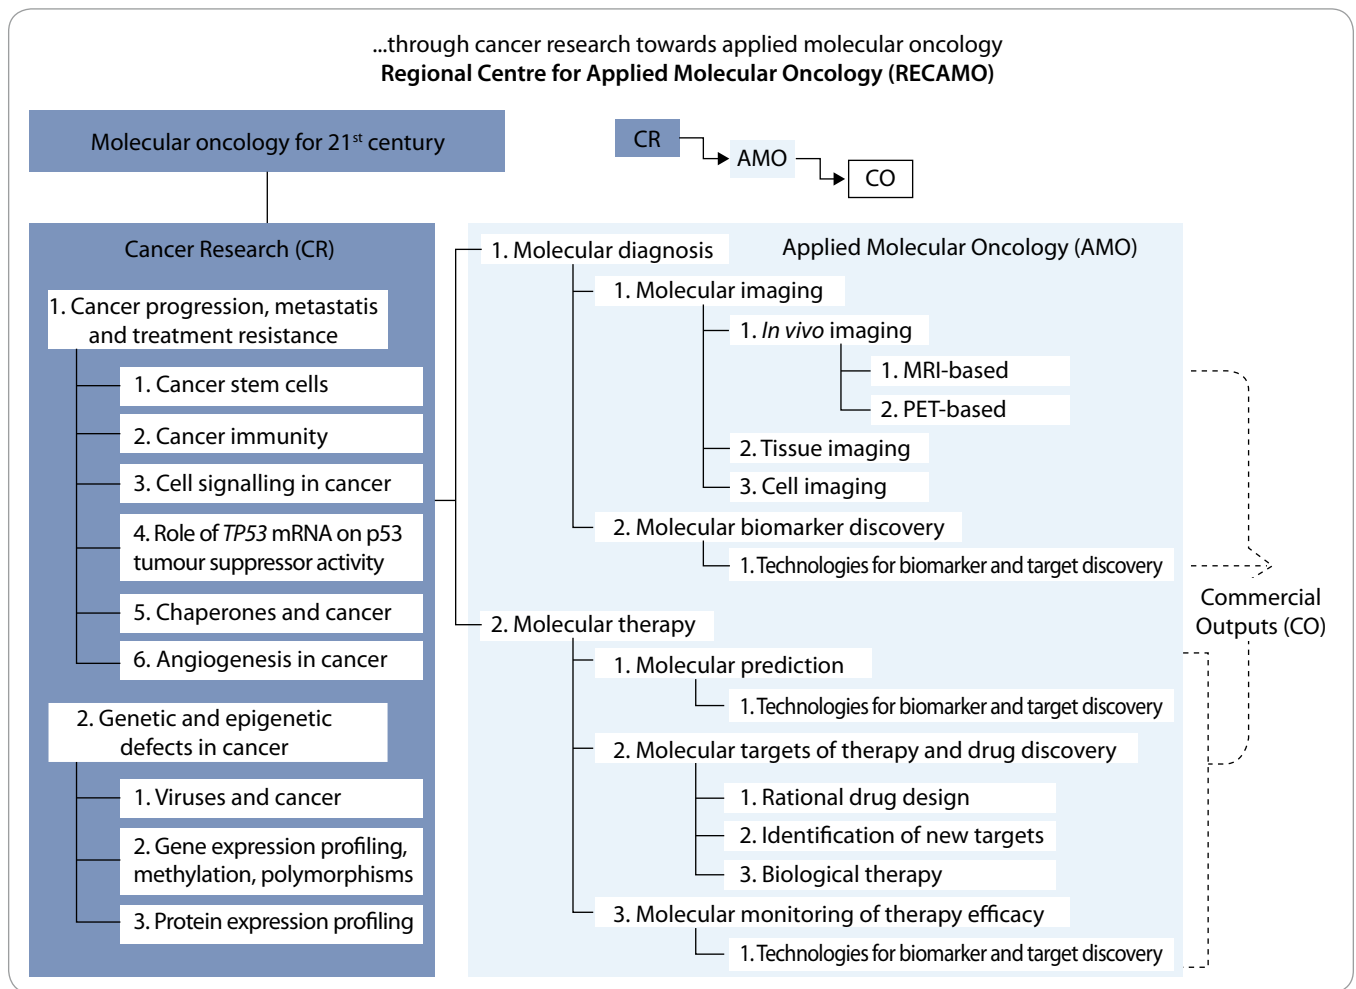 ...through cancer research towards applied molecular oncology
Regional Centre for Applied Molecular Oncology (RECAMO)
Molecular oncology for 21st century
CR
AMO
CO
Cancer Research (CR)
1. Cancer progression, metastatis
and treatment resistance
1. Cancer stem cells
2. Cancer immunity
3. Cell signalling in cancer
4. Role of TP53 mRNA on p53
tumour suppressor activity
5. Chaperones and cancer
6. Angiogenesis in cancer
2. Genetic and epigenetic
defects in cancer
1. Viruses and cancer
2. Gene expression profiling,
methylation, polymorphisms
3. Protein expression profiling
Applied Molecular Oncology (AMO)
1. Molecular diagnosis
1. Molecular imaging
1. In vivo imaging
1. MRI-based
2. PET-based
2. Tissue imaging
3. Cell imaging
2. Molecular biomarker discovery
1. Technologies for biomarker and target discovery
2. Molecular therapy
1. Molecular prediction
1. Technologies for biomarker and target discovery
2. Molecular targets of therapy and drug discovery
1. Rational drug design
2. Identification of new targets
3. Biological therapy
3. Molecular monitoring of therapy efficacy
1. Technologies for biomarker and target discovery
Commercial
Outputs (CO)